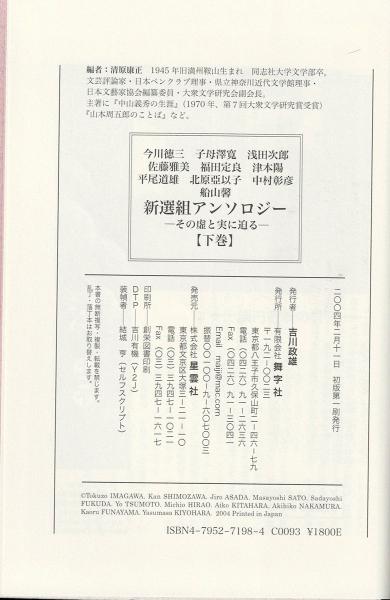 編者：清原康正　1945年旧満州鞍山生まれ　同志社大学文学部卒。
文芸評論家・日本ペンクラブ理事・県立神奈川近代文学館理事・
日本文藝家協会編纂委員・大衆文学研究会副会長。
主著に『中山義秀の生涯』（1970年、第7回大衆文学研究賞受賞）
『山本周五郎のことば』など。
今川徳三　子母澤寛　浅田次郎
佐藤雅美　福田定良　津本陽
平尾道雄　北原亞以子　中村彰彦
船山馨
新選組アンソロジー
―その虚と実に迫る―
【下巻】
二〇〇四年二月十一日　初版第一刷発行
発行者――吉川政雄
発行所――有限会社 舞字社
〒一九二―〇〇二三
東京都八王子市久保山町二―四六―七九
電話（〇四二六）九一―二三六
Fax（〇四二六）九一―三〇四一
Email maiji@mac.com
振替〇〇一〇〇―九―六〇七〇〇三
発売元――株式会社 星雲社
東京都文京区大塚三―二一―一〇
電話（〇三）三九四七―一〇二一
Fax（〇三）三九四七―一六一七
印刷所――創栄図書印刷
DTP――吉川有機（Y2J）
装幀者――結城　亨（セルフスクリプト）
本書の無断複写・複製・転載を禁じます。
乱丁・落丁本はお取り替えします。
©Tokuzo IMAGAWA, Kan SHIMOZAWA, Jiro ASADA, Masayoshi SATO, Sadayoshi
FUKUDA, Yo TSUMOTO, Michio HIRAO, Aiko KITAHARA, Akihiko NAKAMURA,
Kaoru FUNAYAMA, Yasumasa KIYOHARA, 2004 Printed in Japan
ISBN4-7952-7198-4 C0093 ¥1800E